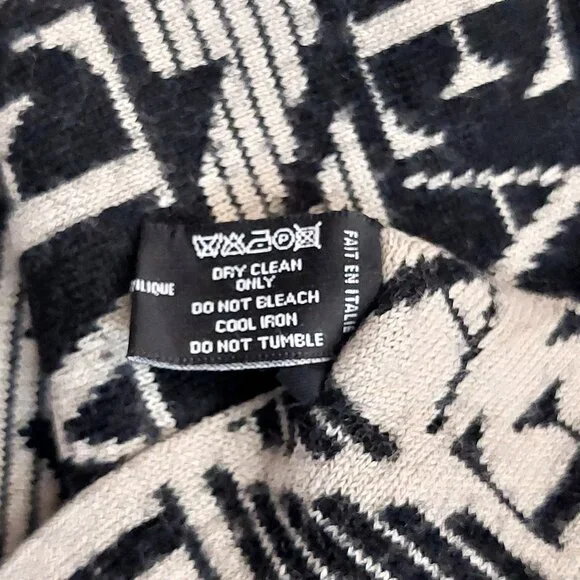 DRY CLEAN
ONLY
DO NOT BLEACH
COOL IRON
DO NOT TUMBLE
FAIT EN ITALIE